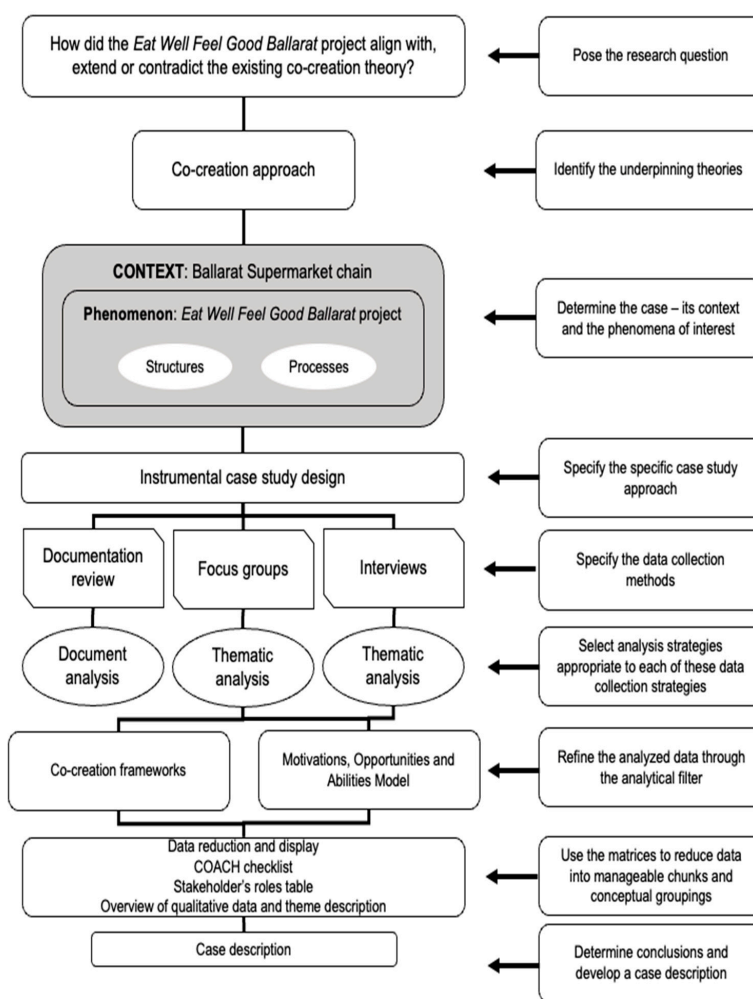 How did the Eat Well Feel Good Ballarat project align with,
extend or contradict the existing co-creation theory?
Pose the research question
Co-creation approach
Identify the underpinning theories
CONTEXT: Ballarat Supermarket chain
Phenomenon: Eat Well Feel Good Ballarat project
Structures
Processes
Determine the case – its context
and the phenomena of interest
Instrumental case study design
Specify the specific case study
approach
Documentation
review
Focus groups
Interviews
Specify the data collection
methods
Document
analysis
Thematic
analysis
Thematic
analysis
Select analysis strategies
appropriate to each of these data
collection strategies
Co-creation frameworks
Motivations, Opportunities and
Abilities Model
Refine the analyzed data through
the analytical filter
Data reduction and display
COACH checklist
Stakeholder's roles table
Overview of qualitative data and theme description
Use the matrices to reduce data
into manageable chunks and
conceptual groupings
Case description
Determine conclusions and
develop a case description